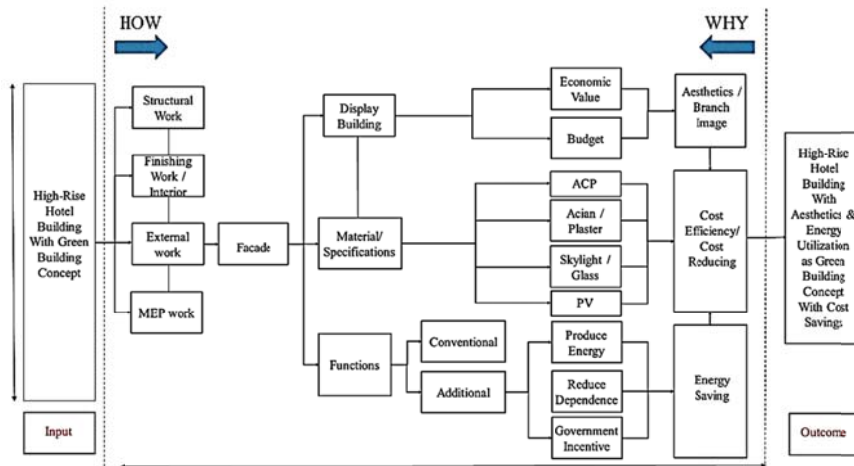 HOW
WHY
High-Rise
Hotel
Building
With Green
Building
Concept
Input
Structural
Work
Finishing
Work /
Interior
External
work
MEP work
Facade
Display
Building
Material/
Specifications
Functions
Conventional
Additional
Economic
Value
Budget
ACP
Acian /
Plaster
Skylight /
Glass
PV
Produce
Energy
Reduce
Dependence
Government
Incentive
Aesthetics /
Branch
Image
Cost
Efficiency/
Cost
Reducing
Energy
Saving
High-Rise
Hotel
Building
With
Aesthetics &
Energy
Utilization
as Green
Building
Concept
With Cost
Savings
Outcome